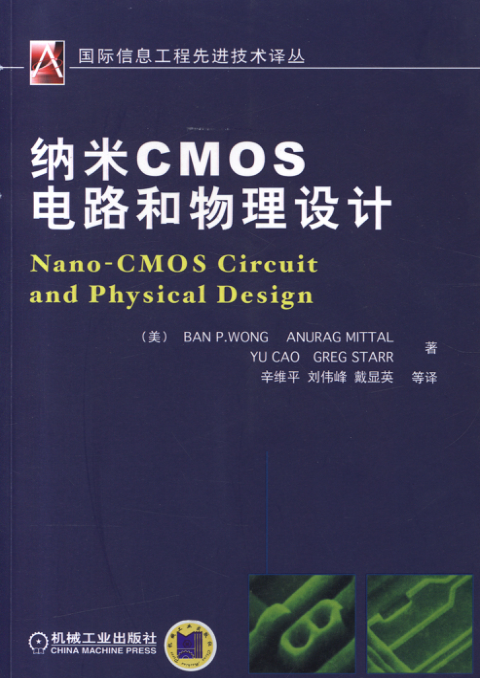 国际信息工程先进技术译丛
纳米CMOS
电路和物理设计
Nano-CMOS Circuit
and Physical Design
（美） BAN P.WONG ANURAG MITTAL
YU CAO GREG STARR 著
辛维平 刘伟峰 戴显英 等译
机械工业出版社
CHINA MACHINE PRESS